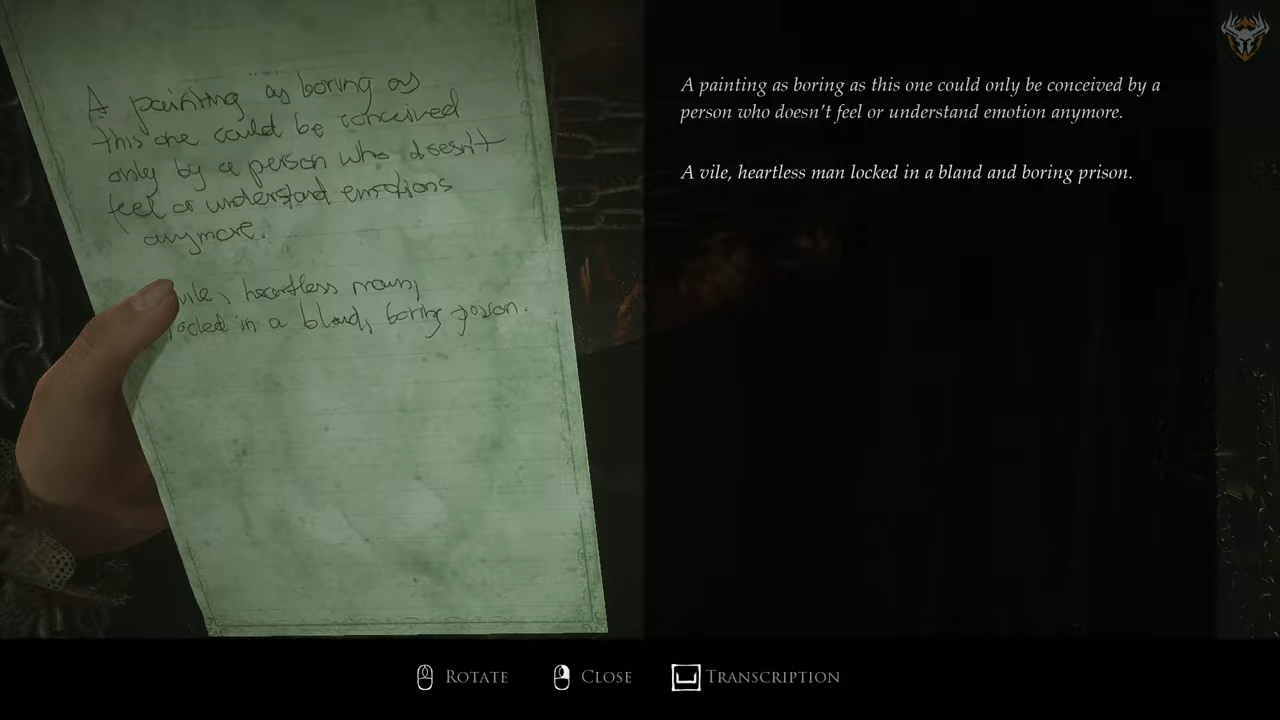 A painting as boring as
this one could be conceived
only by a person who doesn't
feel or understand emotions
anymore.
vile, heartless man,
locked in a bland, boring prison.
A painting as boring as this one could only be conceived by a
person who doesn't feel or understand emotion anymore.
A vile, heartless man locked in a bland and boring prison.
ROTATE
CLOSE
TRANSCRIPTION